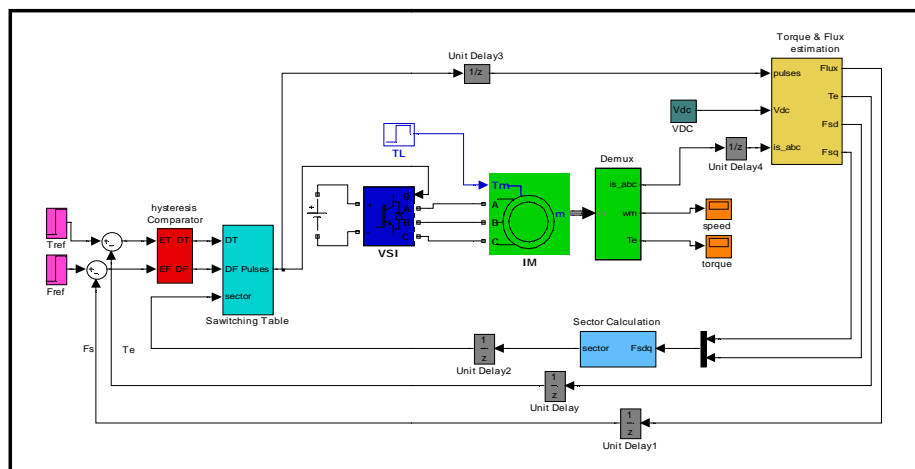 Torque & Flux
estimation
Unit Delay3
1/z
pulses
Flux
Te
Vdc
Vdc
VDC
Fsd
is_abc
Fsq
1/z
Unit Delay4
TL
Demux
hysteresis
Comparator
Tm
is_abc
g
A
A
B
B
C
C
m
wm
speed
Te
torque
VSI
IM
Tref
Fref
ET DT
EF DF
DT
DF Pulses
sector
Sawitching Table
Fs
Te
Sector Calculation
sector
Fsdq
1
z
Unit Delay2
1
z
Unit Delay
1
z
Unit Delay1